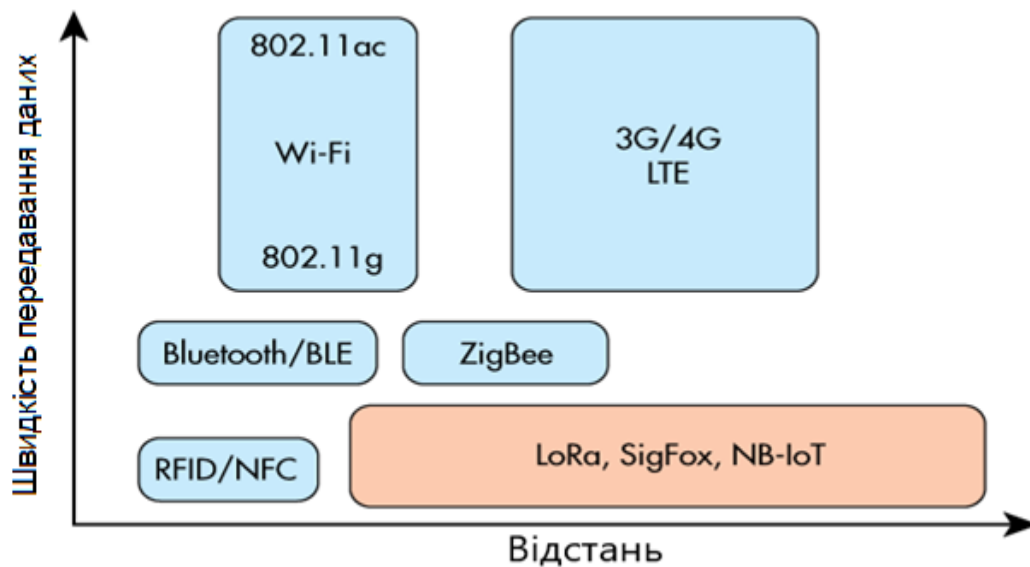 Швидкість передавання даних
802.11ac
Wi-Fi
802.11g
3G/4G
LTE
Bluetooth/BLE
ZigBee
RFID/NFC
LoRa, SigFox, NB-IoT
Відстань